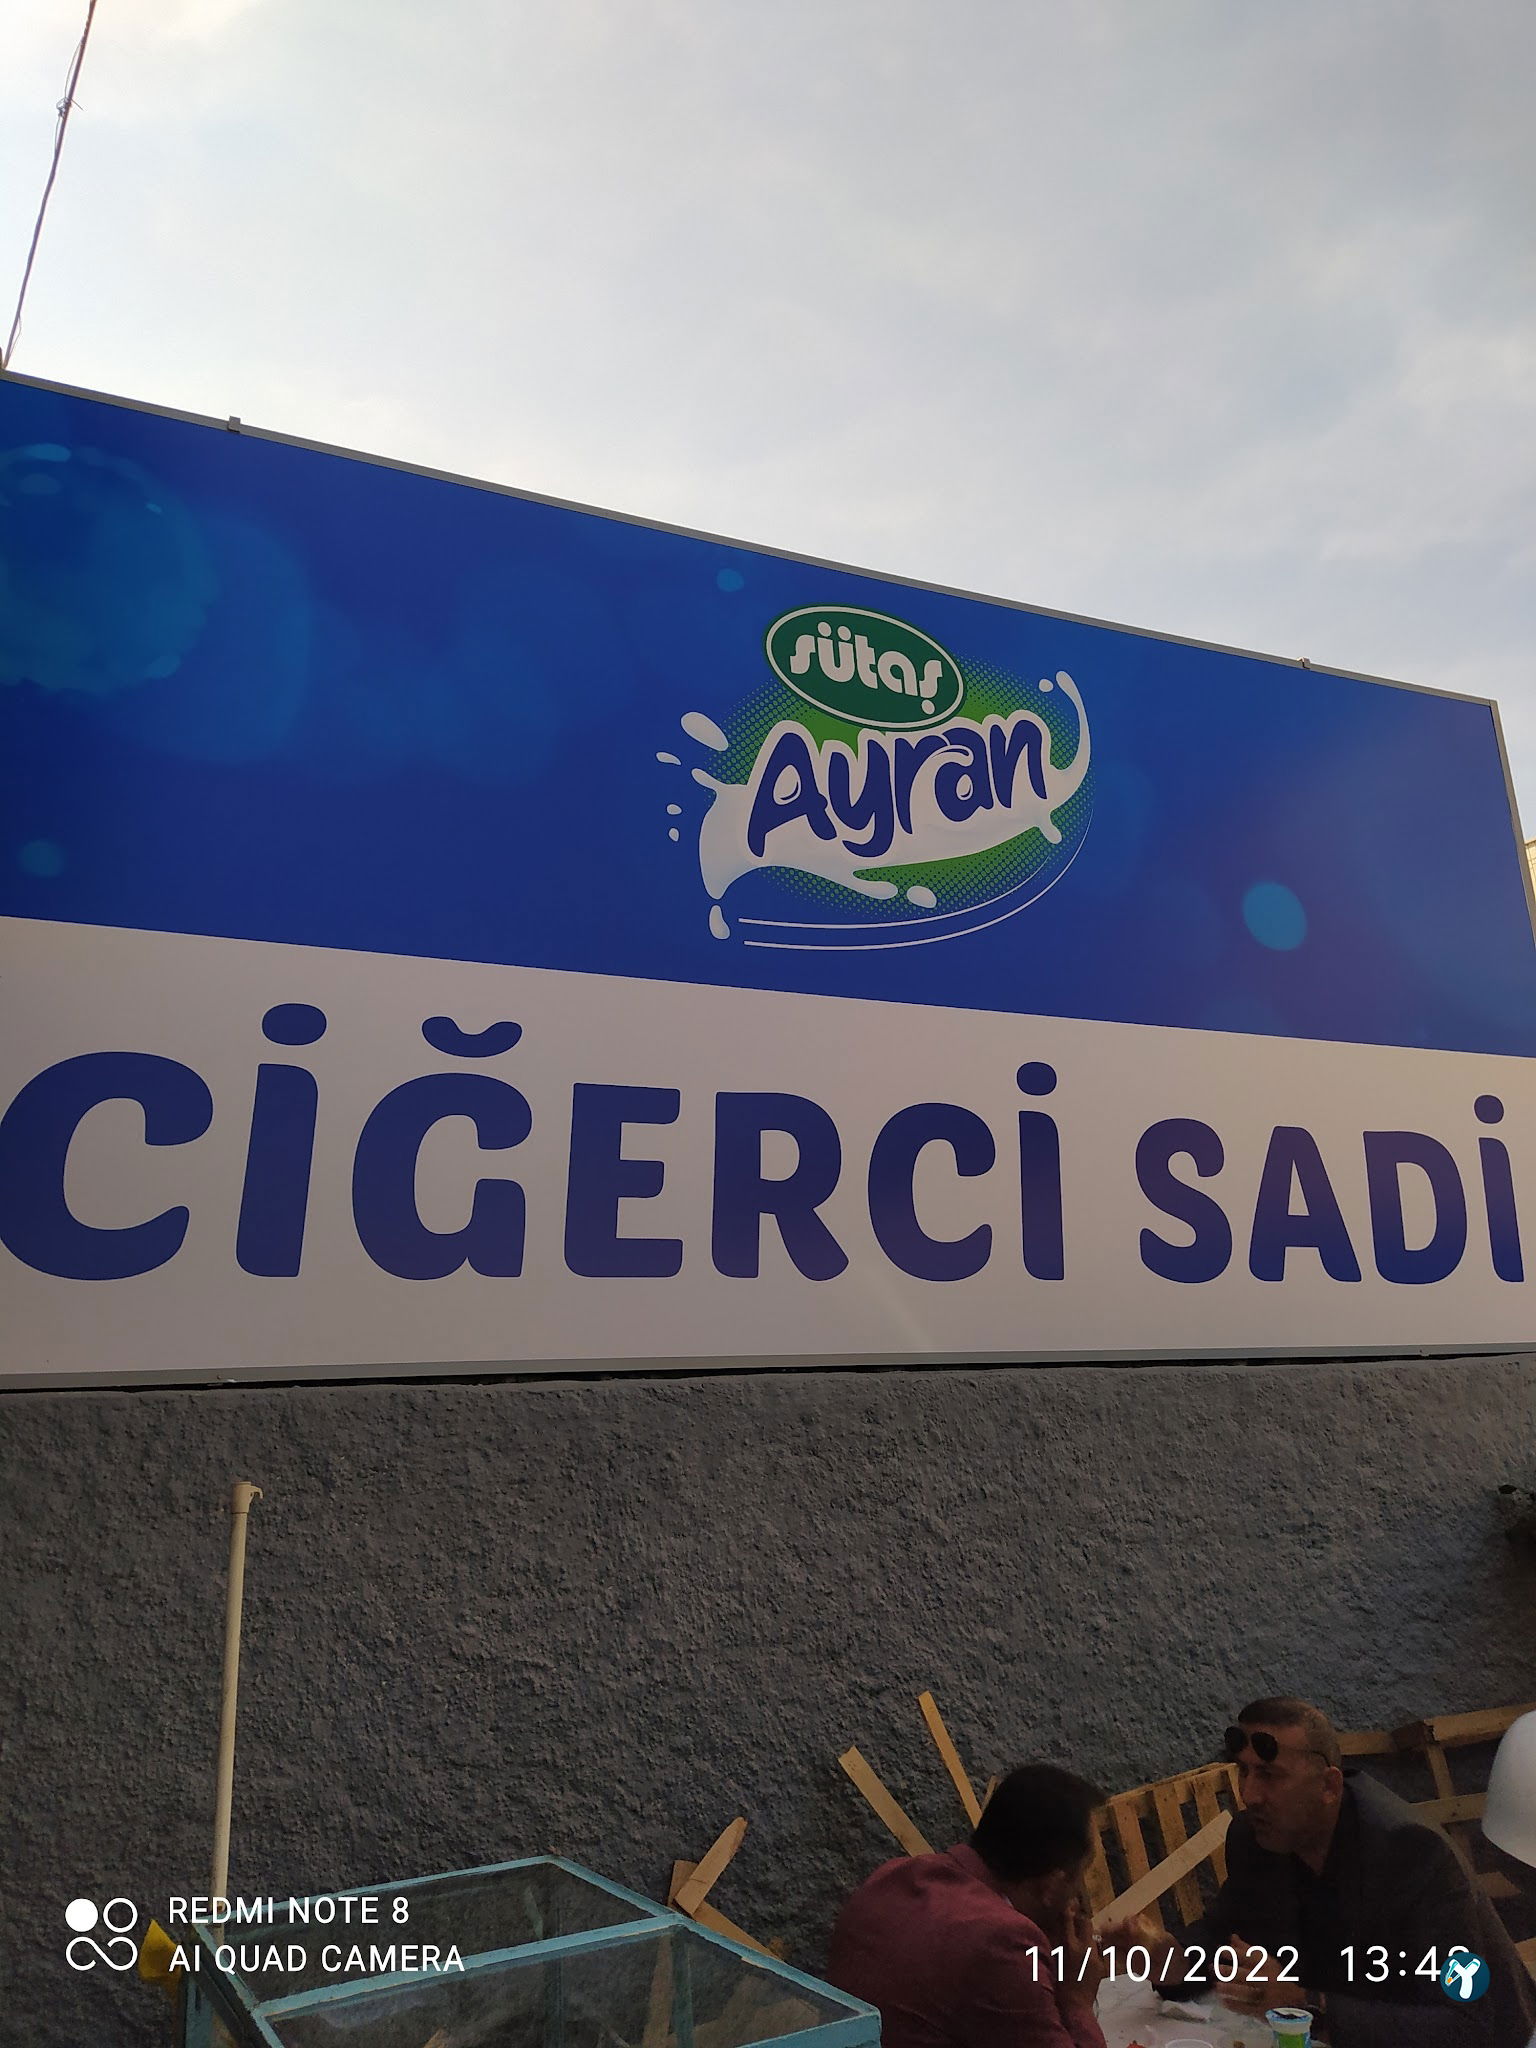 sütaş
Ayran
CİĞERCİ SADİ
REDMI NOTE 8
AI QUAD CAMERA
11/10/2022